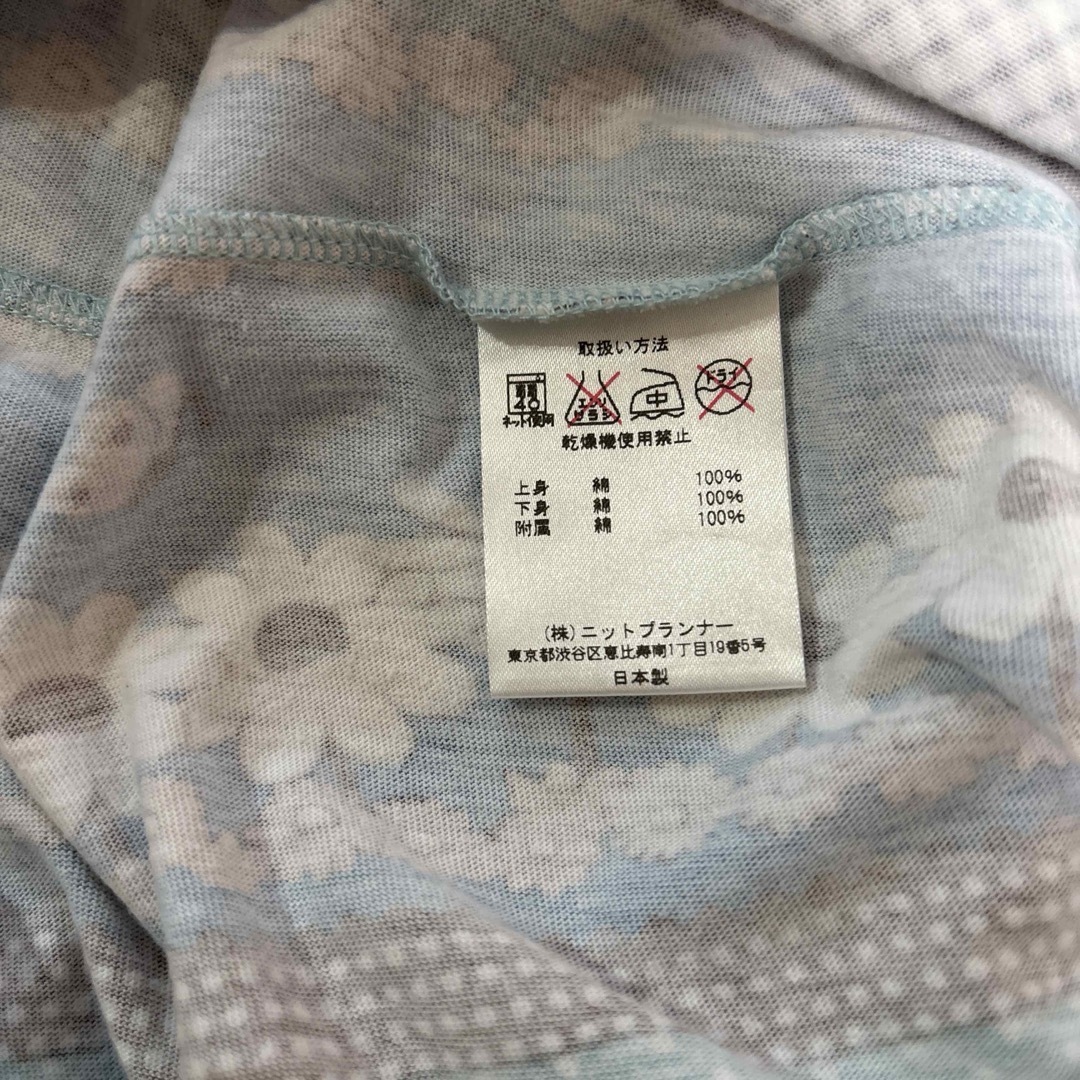 取扱い方法
弱 40 ネット使用 エンソ サラシ 中 ドライ
乾燥機使用禁止
上身 綿 100%
下身 綿 100%
附属 綿 100%
(株)ニットプランナー
東京都渋谷区恵比寿南1丁目19番5号
日本製